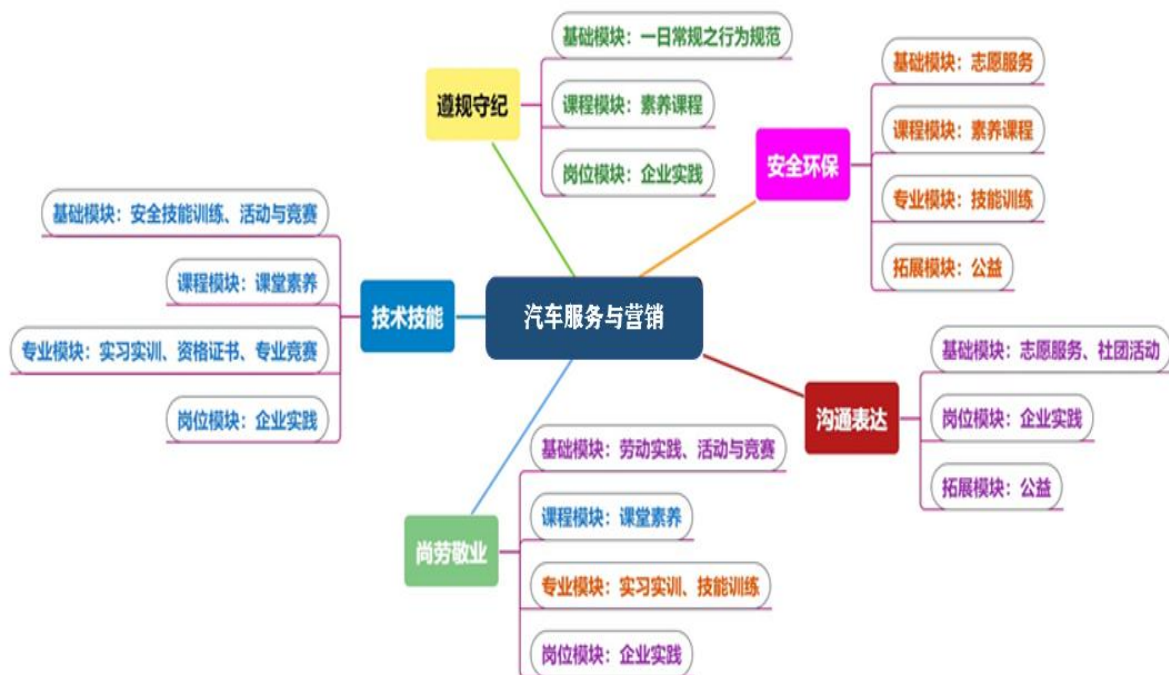 汽车服务与营销
遵规守纪
基础模块：一日常规之行为规范
课程模块：素养课程
岗位模块：企业实践
安全环保
基础模块：志愿服务
课程模块：素养课程
专业模块：技能训练
拓展模块：公益
技术技能
基础模块：安全技能训练、活动与竞赛
课程模块：课堂素养
专业模块：实习实训、资格证书、专业竞赛
岗位模块：企业实践
沟通表达
基础模块：志愿服务、社团活动
岗位模块：企业实践
拓展模块：公益
尚劳敬业
基础模块：劳动实践、活动与竞赛
课程模块：课堂素养
专业模块：实习实训、技能训练
岗位模块：企业实践